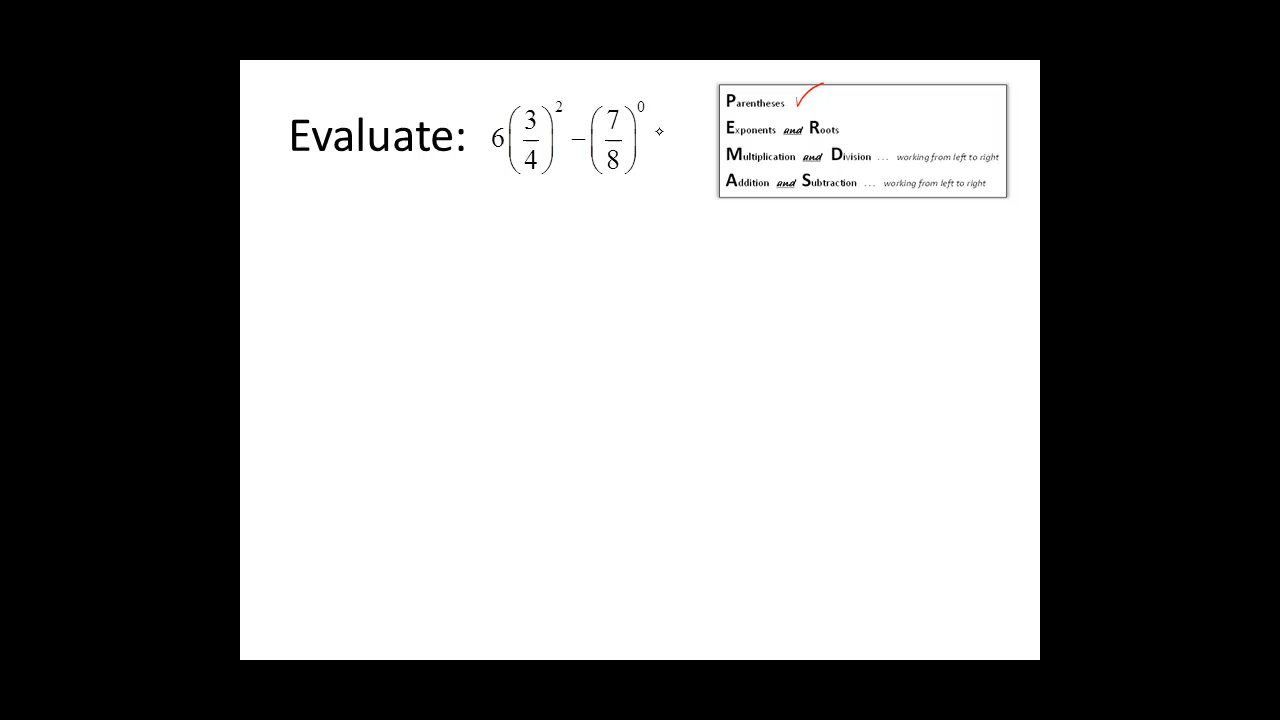 Evaluate: 6(3/4)² − (7/8)⁰
Parentheses ✓
Exponents and Roots
Multiplication and Division ... working from left to right
Addition and Subtraction ... working from left to right